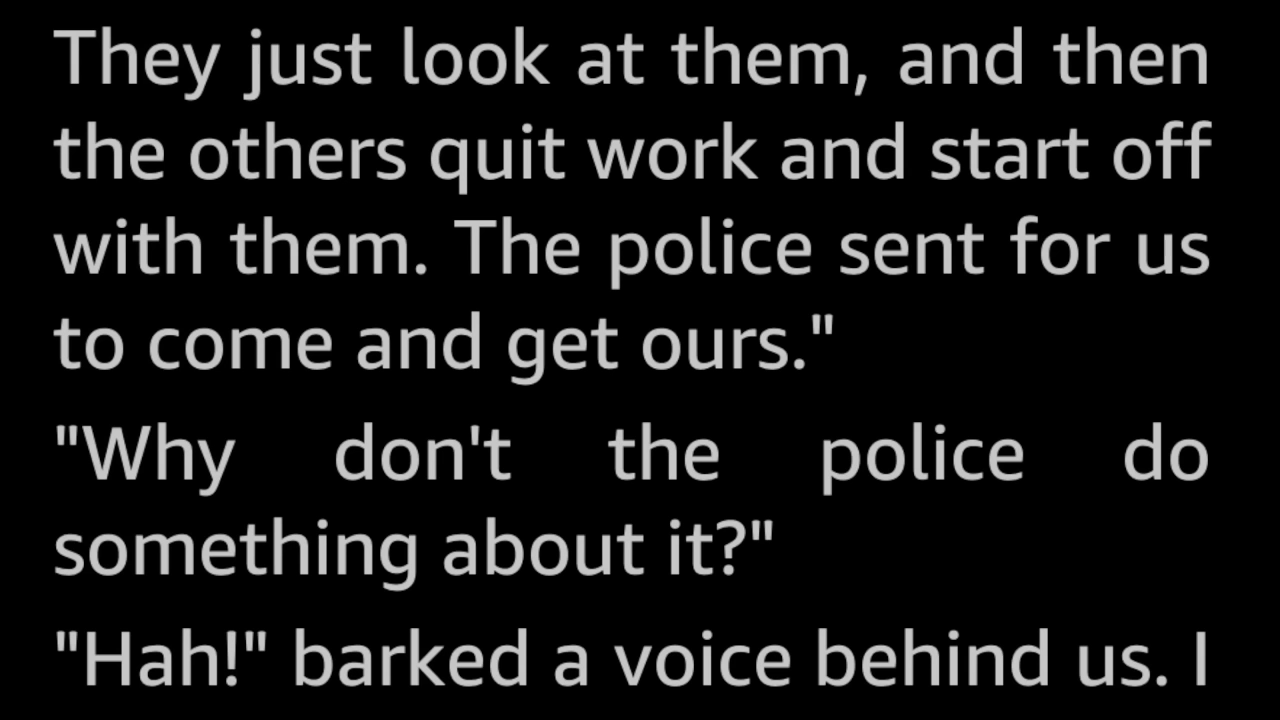 They just look at them, and then
the others quit work and start off
with them. The police sent for us
to come and get ours."
"Why don't the police do
something about it?"
"Hah!" barked a voice behind us. I